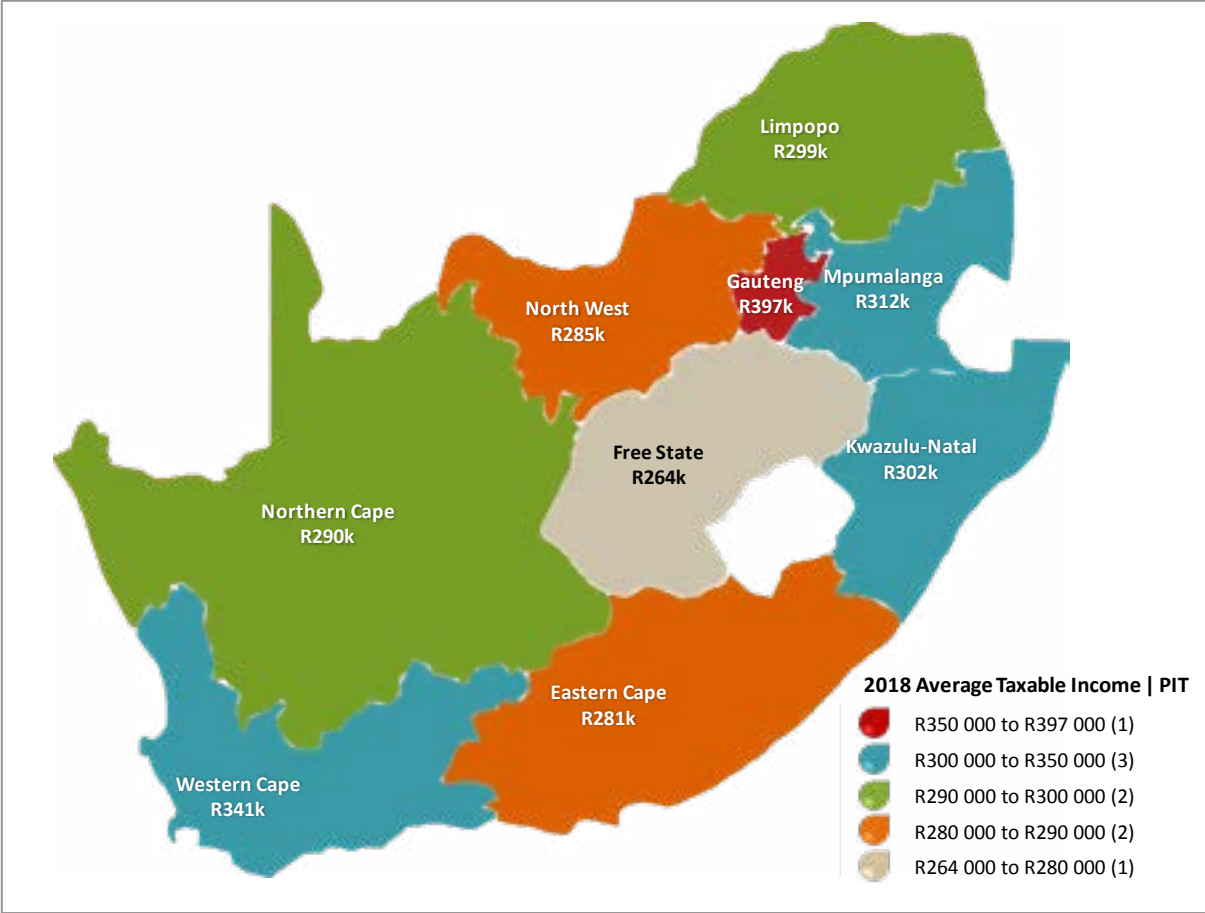 Limpopo
R299k
Gauteng
R397k
Mpumalanga
R312k
North West
R285k
Free State
R264k
Kwazulu-Natal
R302k
Northern Cape
R290k
Eastern Cape
R281k
Western Cape
R341k
2018 Average Taxable Income | PIT
R350 000 to R397 000 (1)
R300 000 to R350 000 (3)
R290 000 to R300 000 (2)
R280 000 to R290 000 (2)
R264 000 to R280 000 (1)